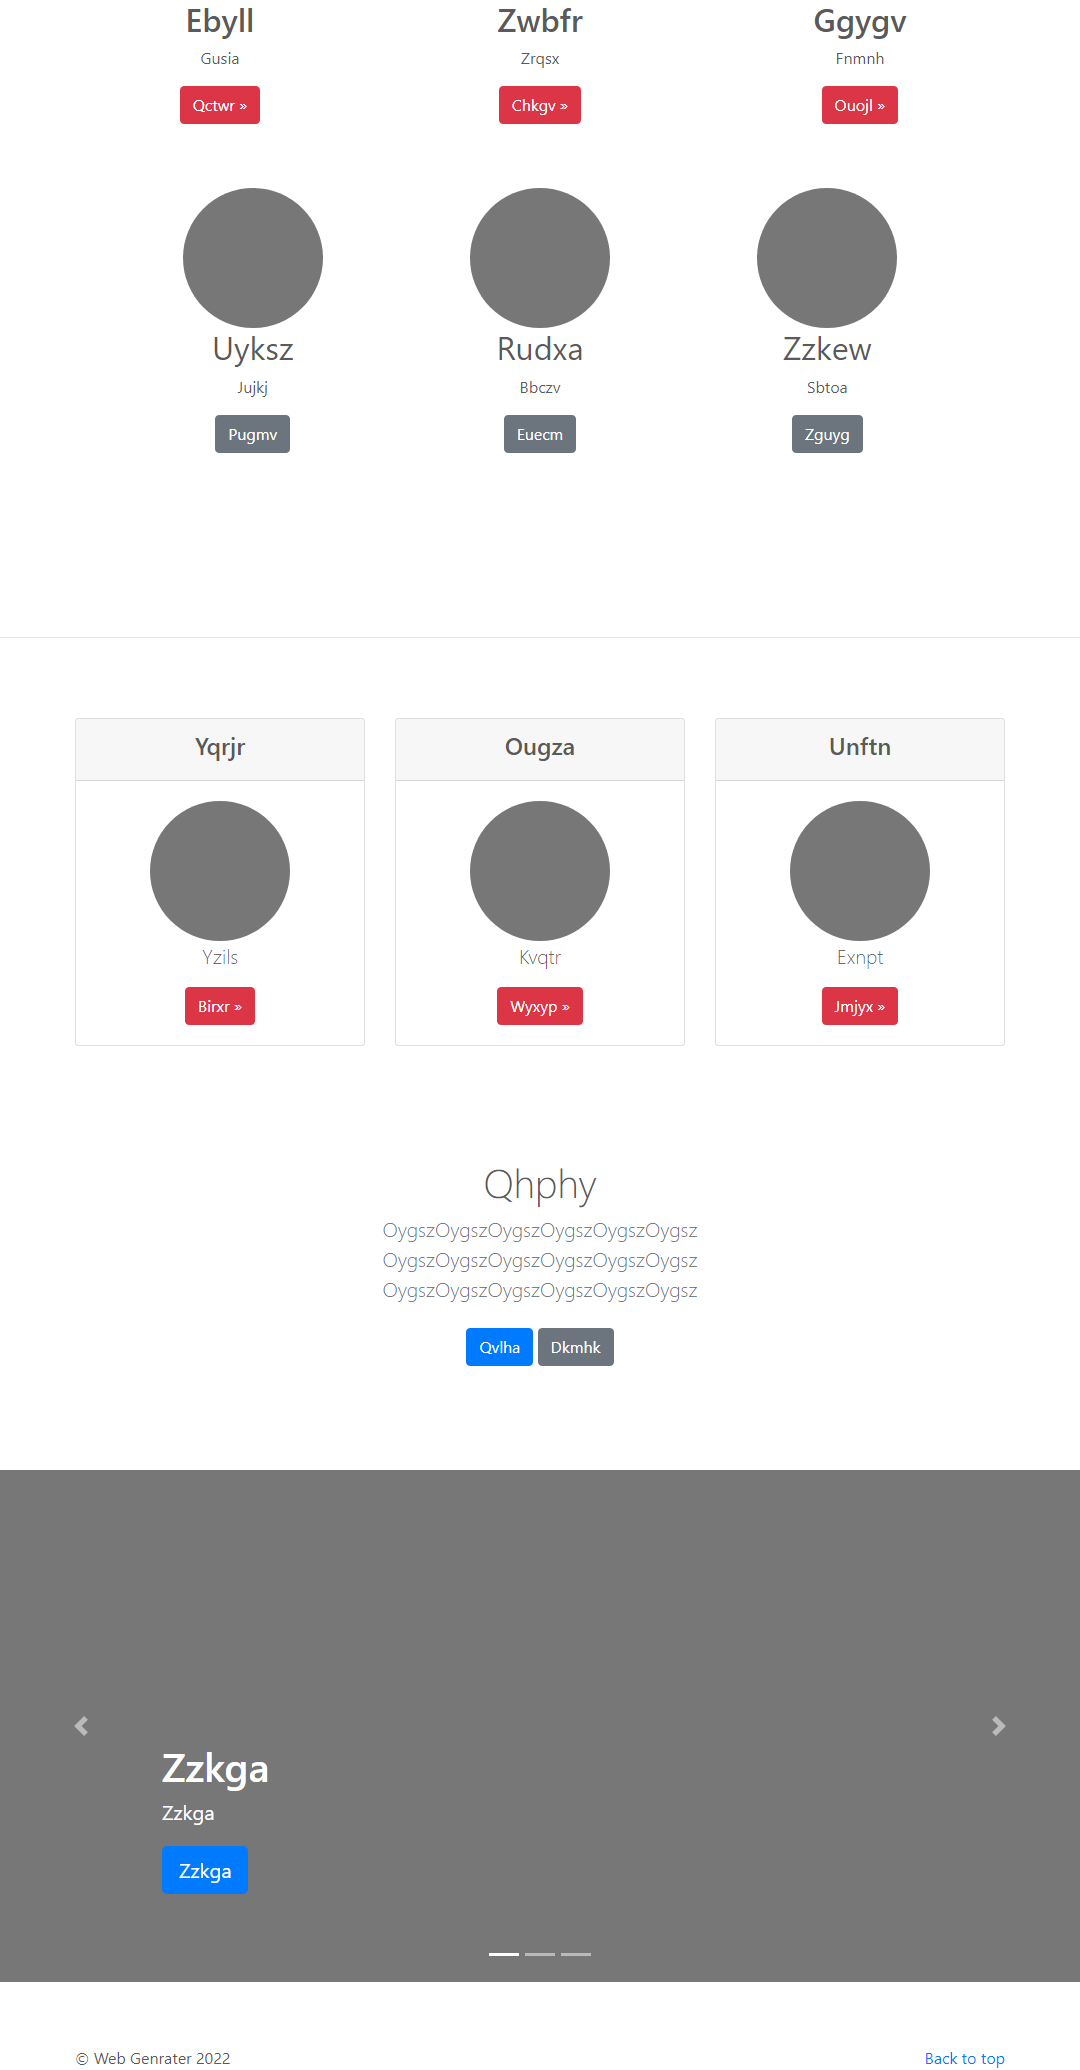 Ebyll
Zwbfr
Ggygv
Gusia
Zrqsx
Fnmnh
Qctwr »
Chkgv »
Ouojl »
Uyksz
Rudxa
Zzkew
Jujkj
Bbczv
Sbtoa
Pugmv
Euecm
Zguyg
Yqrjr
Ougza
Unftn
Yzils
Kvqtr
Exnpt
Birxr »
Wyxyp »
Jmjyx »
Qhphy
OygszOygszOygszOygszOygszOygsz
OygszOygszOygszOygszOygszOygsz
OygszOygszOygszOygszOygszOygsz
Qvlha Dkmhk
Zzkga
Zzkga
Zzkga
© Web Genrater 2022
Back to top